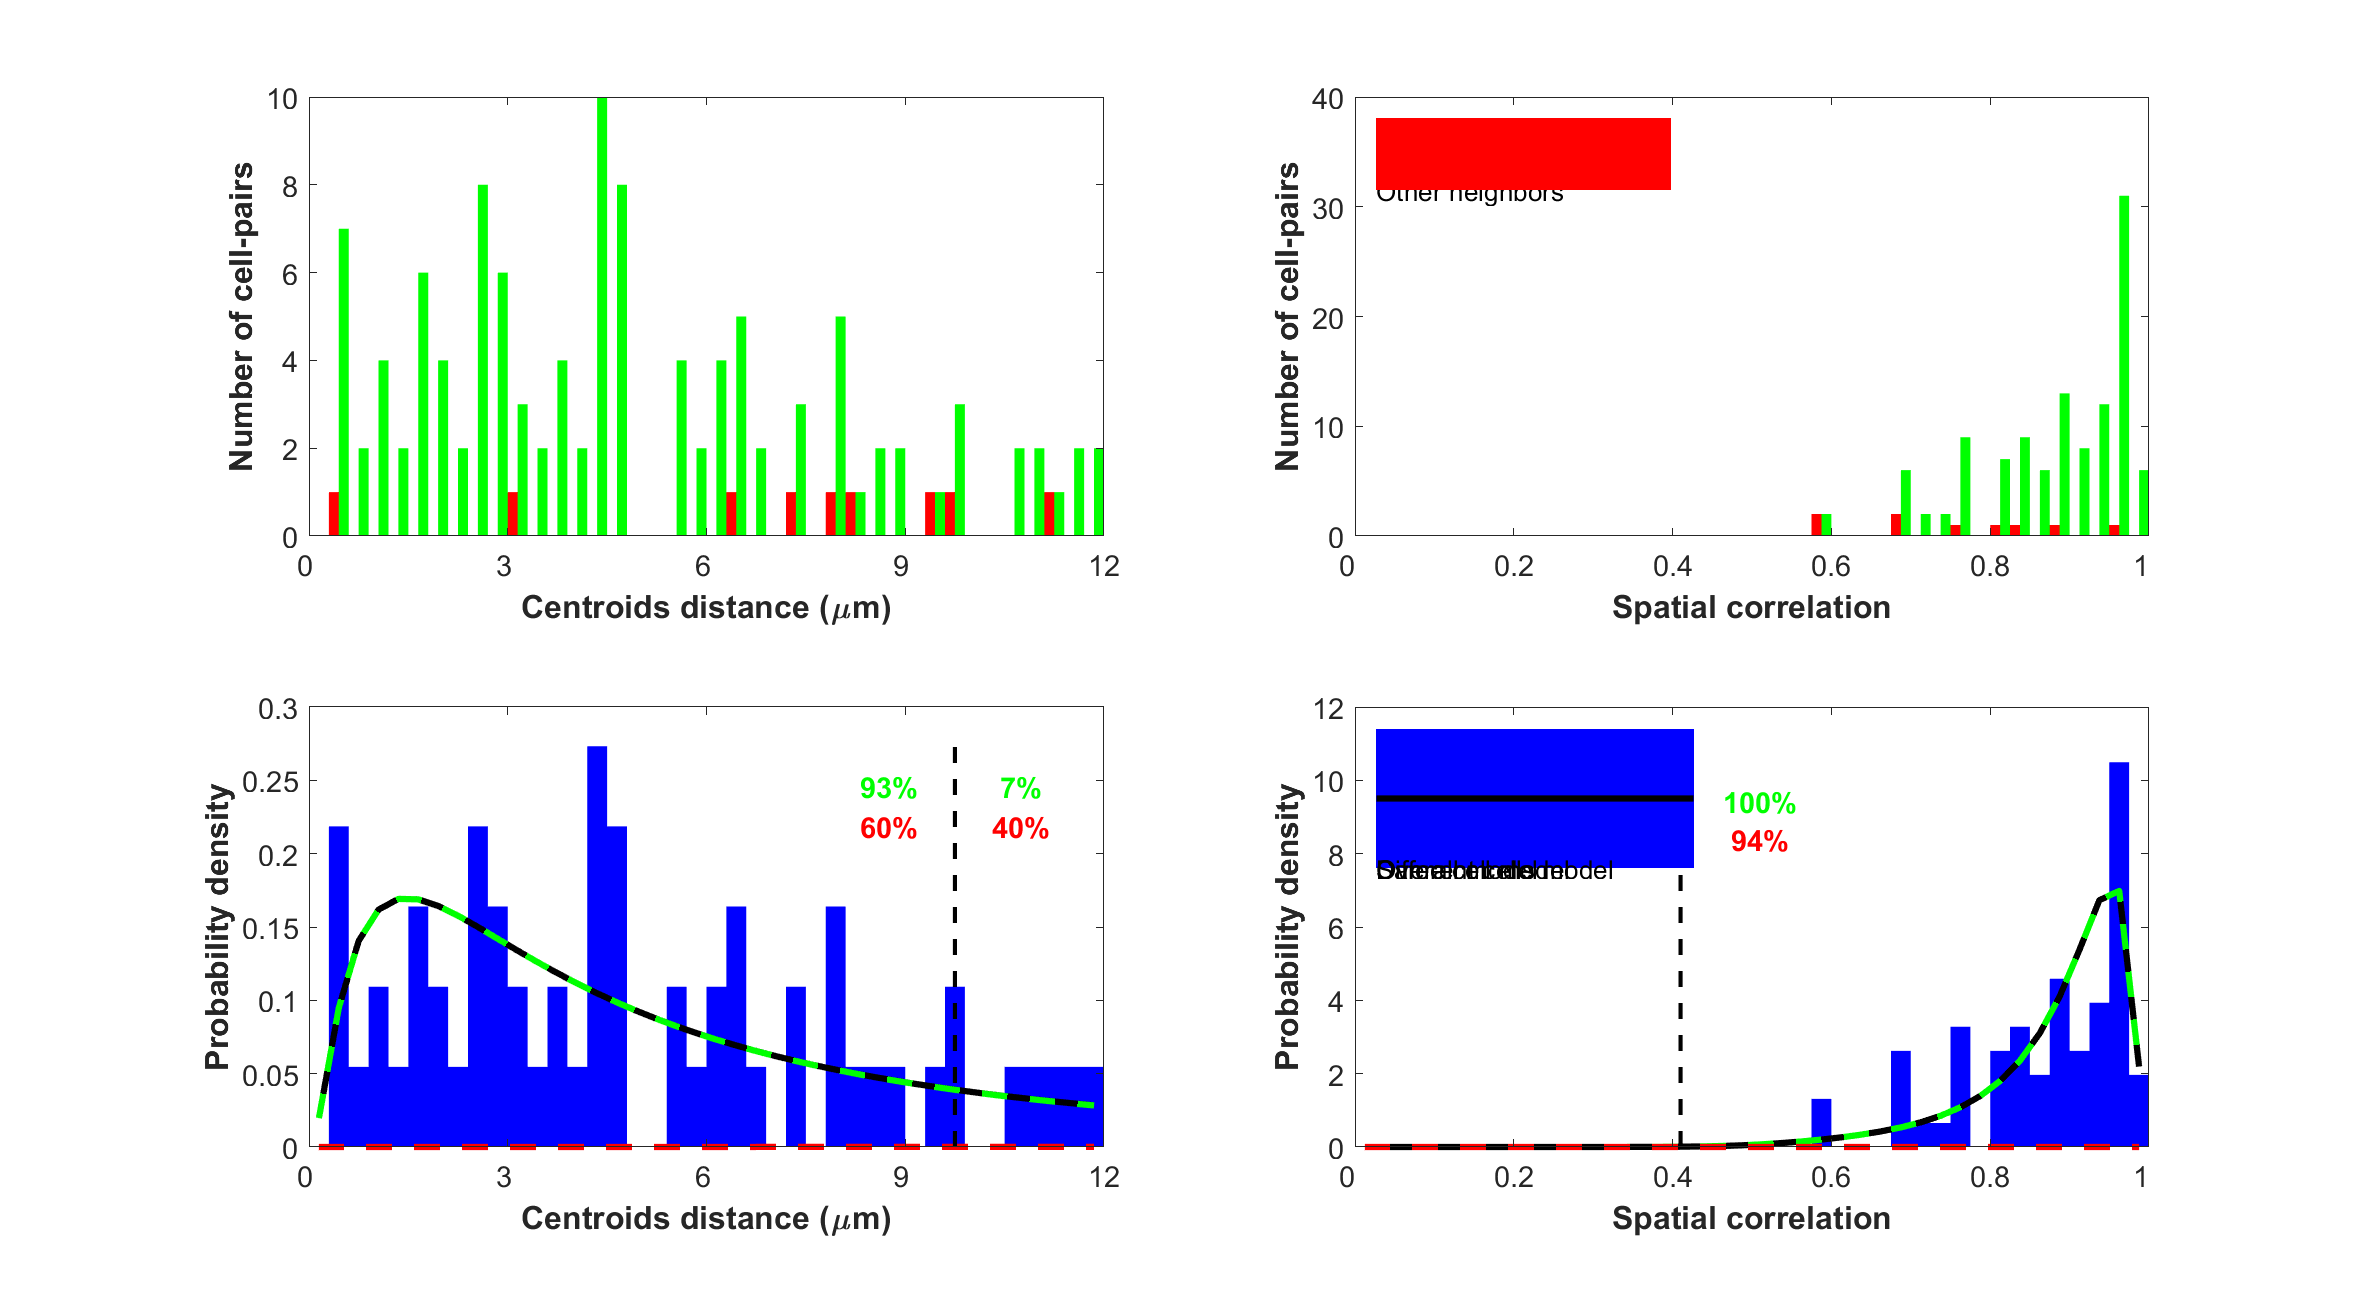 10
8
6
4
2
0
Number of cell-pairs
0 3 6 9 12
Centroids distance (μm)
40
30
20
10
0
Number of cell-pairs
Other neighbors
0 0.2 0.4 0.6 0.8 1
Spatial correlation
0.3
0.25
0.2
0.15
0.1
0.05
0
Probability density
93% 7%
60% 40%
0 3 6 9 12
Centroids distance (μm)
12
10
8
6
4
2
0
Probability density
100%
94%
0 0.2 0.4 0.6 0.8 1
Spatial correlation